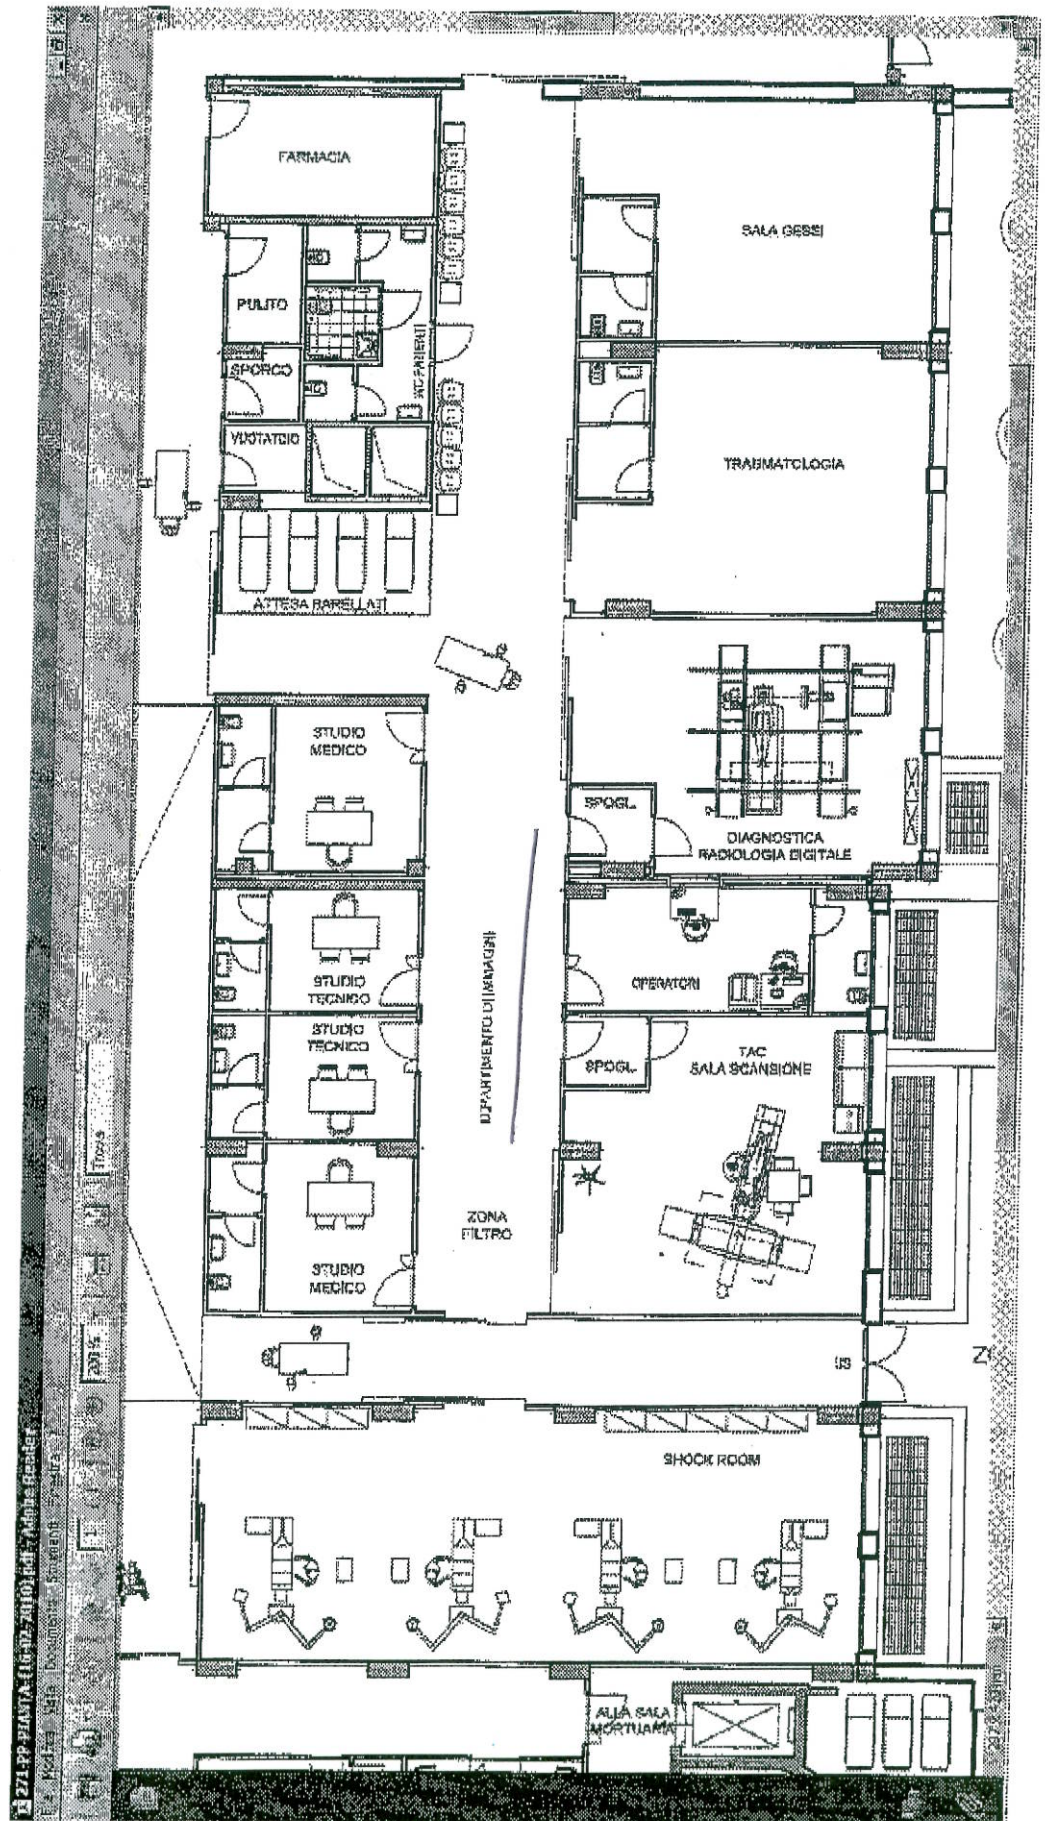 FARMACIA
PULITO
SPORCO
VUOTATOIO
WC PAZIENTI
ATTESA BARELLATI
SALA GESSI
TRAUMATOLOGIA
STUDIO
MEDICO
SPOGL.
DIAGNOSTICA
RADIOLOGIA DIGITALE
STUDIO
TECNICO
OPERATORI
STUDIO
TECNICO
DIPARTIMENTO DI IMMAGINI
SPOGL.
TAC
SALA SCANSIONE
ZONA
FILTRO
STUDIO
MEDICO
US
SHOCK ROOM
ALLA SALA
MORTUARIA
Trova
200 %